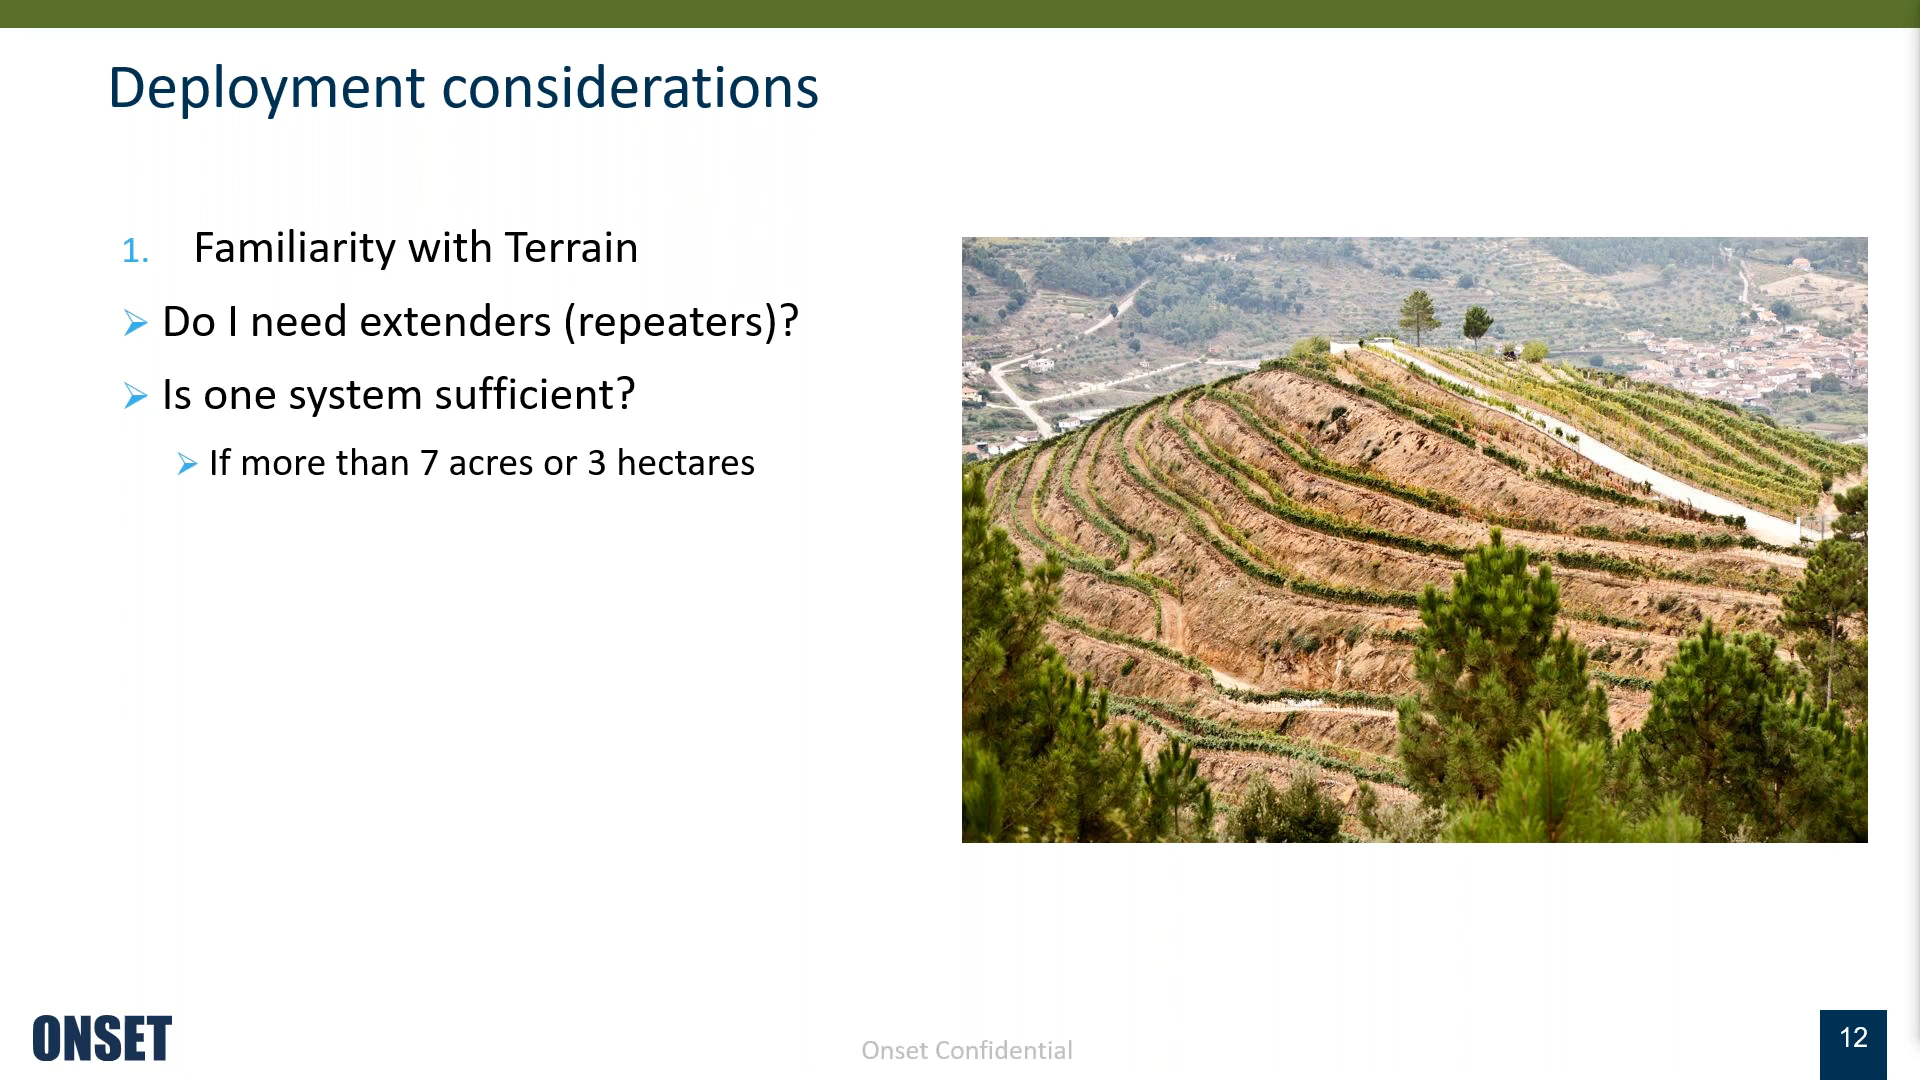 Deployment considerations
1. Familiarity with Terrain
Do I need extenders (repeaters)?
Is one system sufficient?
If more than 7 acres or 3 hectares
ONSET
Onset Confidential
12